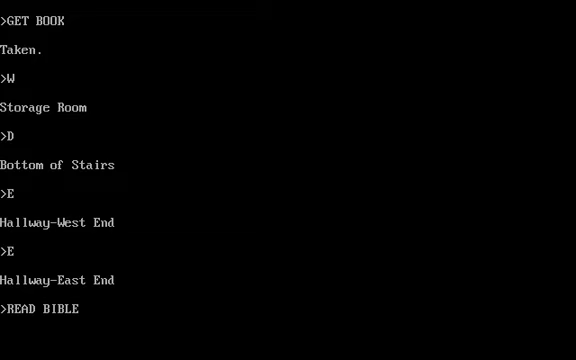 >GET BOOK
Taken.
>W
Storage Room
>D
Bottom of Stairs
>E
Hallway-West End
>E
Hallway-East End
>READ BIBLE